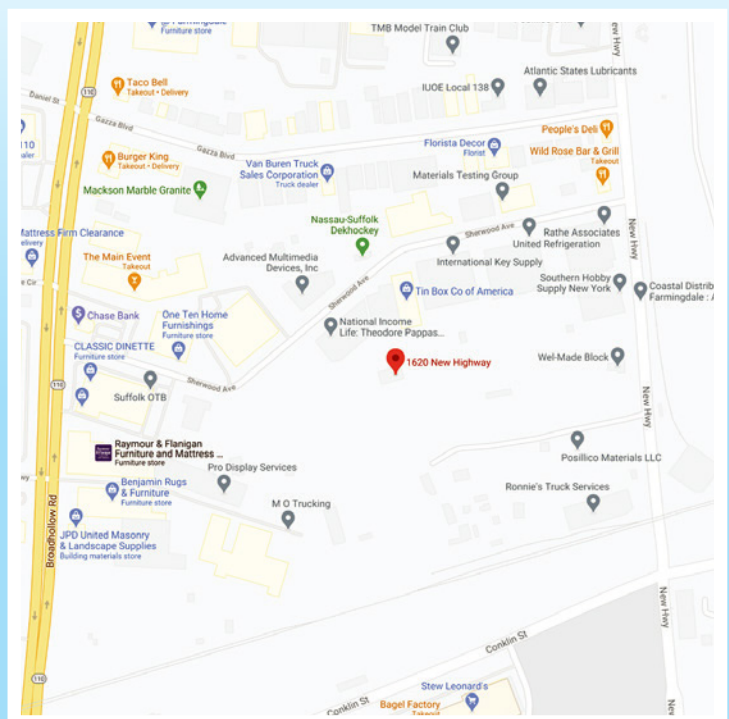 @ Farmingdale
Furniture store
TMB Model Train Club
New Hwy
Taco Bell
Takeout • Delivery
110
IUOE Local 138
Atlantic States Lubricants
Daniel St
Gazza Blvd
People's Deli
110
aler
Burger King
Takeout • Delivery
Gazza Blvd
Florista Decor
Florist
Wild Rose Bar & Grill
Takeout
Van Buren Truck
Sales Corporation
Truck dealer
Materials Testing Group
Mackson Marble Granite
Nassau-Suffolk
Dekhockey
Sherwood Ave
Rathe Associates
United Refrigeration
New Hwy
Mattress Firm Clearance
elivery
Advanced Multimedia
Devices, Inc
International Key Supply
The Main Event
Takeout
Sherwood Ave
Southern Hobby
Supply New York
Coastal Distrib
Farmingdale : A
e Cir
Tin Box Co of America
Chase Bank
One Ten Home
Furnishings
Furniture store
National Income
Life: Theodore Pappas...
CLASSIC DINETTE
Furniture store
1620 New Highway
Wel-Made Block
110
Sherwood Ave
Suffolk OTB
New Hwy
Raymour & Flanigan
Furniture and Mattress ...
Furniture store
Posillico Materials LLC
Pro Display Services
Ronnie's Truck Services
Benjamin Rugs
& Furniture
Furniture store
M O Trucking
Broadhollow Rd
JPD United Masonry
& Landscape Supplies
Building materials store
New Hwy
Conklin St
110
Stew Leonard's
Conklin St
Bagel Factory
Takeout
New